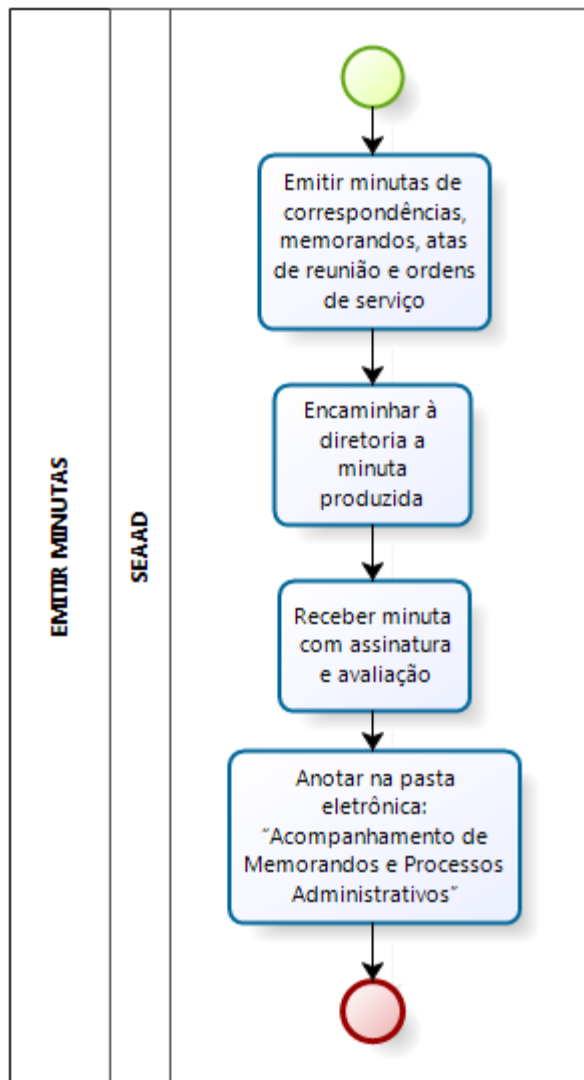 EMITIR MINUTAS
SEAAD
Emitir minutas de
correspondências,
memorandos, atas
de reunião e ordens
de serviço
Encaminhar à
diretoria a
minuta
produzida
Receber minuta
com assinatura
e avaliação
Anotar na pasta
eletrônica:
“Acompanhamento de
Memorandos e Processos
Administrativos”